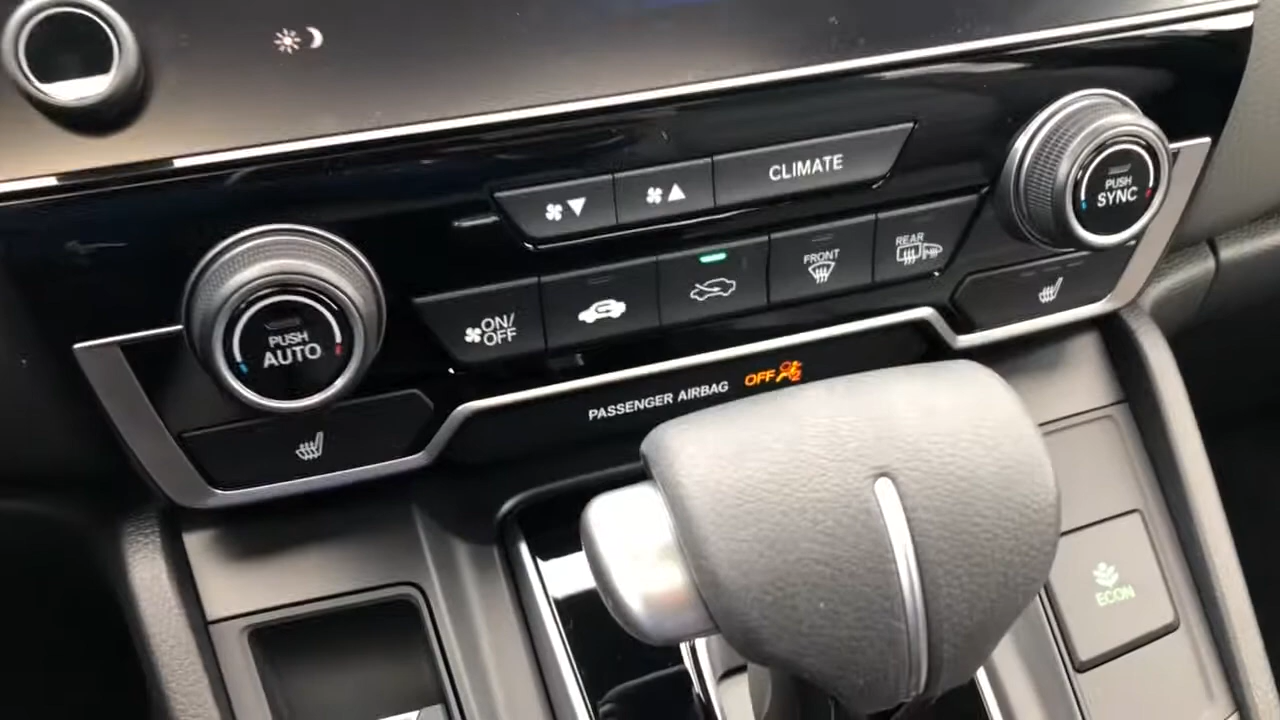 CLIMATE
PUSH
SYNC
PUSH
AUTO
ON/
OFF
FRONT
REAR
PASSENGER AIRBAG OFF
ECON